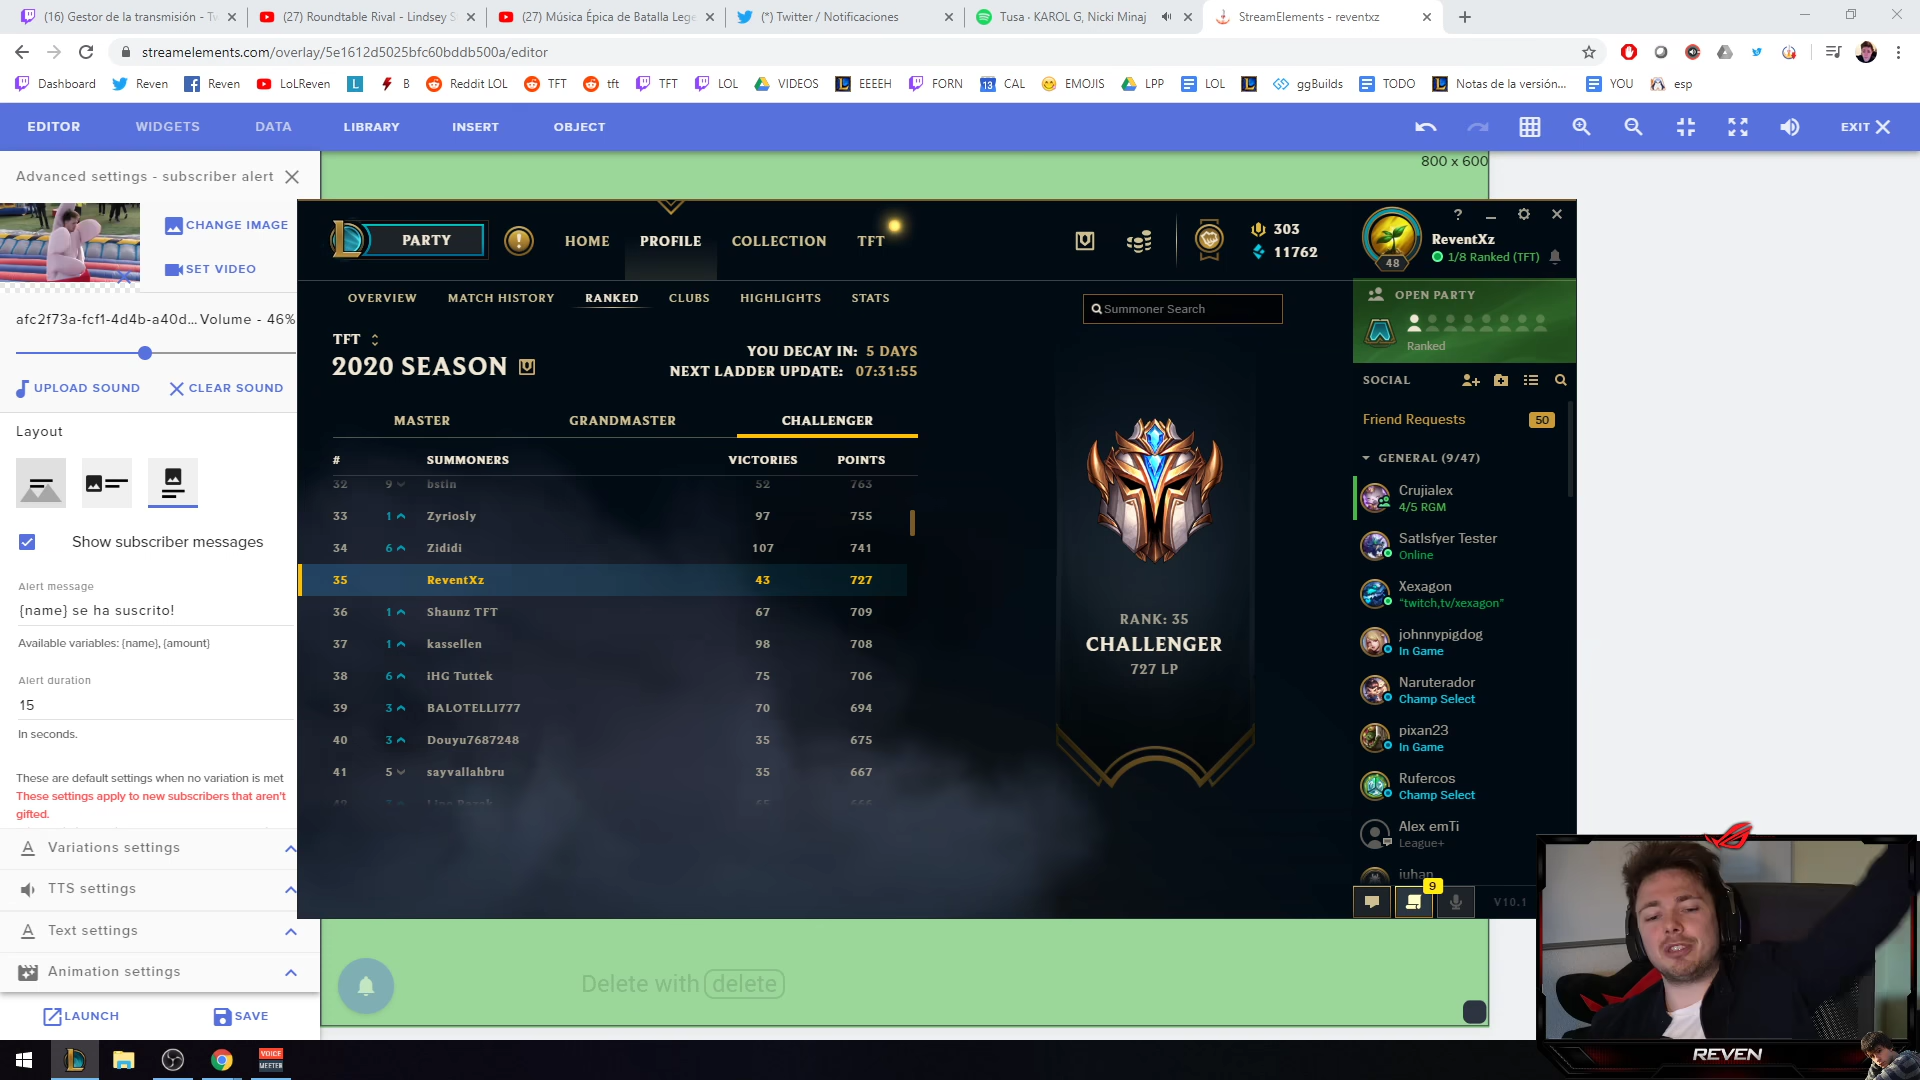 (16) Gestor de la transmisión - Tw
(27) Roundtable Rival - Lindsey S
(27) Música Épica de Batalla Lege
(*) Twitter / Notificaciones
Tusa · KAROL G, Nicki Minaj
StreamElements - reventxz
streamelements.com/overlay/5e1612d5025bfc60bddb500a/editor
Dashboard
Reven
Reven
LoLReven
L
B
Reddit LOL
TFT
tft
TFT
LOL
VIDEOS
EEEEH
FORN
13 CAL
EMOJIS
LPP
LOL
ggBuilds
TODO
Notas de la versión...
YOU
esp
EDITOR
WIDGETS
DATA
LIBRARY
INSERT
OBJECT
EXIT
800 x 600
Advanced settings - subscriber alert
CHANGE IMAGE
SET VIDEO
afc2f73a-fcf1-4d4b-a40d... Volume - 46%
UPLOAD SOUND
CLEAR SOUND
Layout
Show subscriber messages
Alert message
{name} se ha suscrito!
Available variables: {name}, {amount}
Alert duration
15
In seconds.
These are default settings when no variation is met
These settings apply to new subscribers that aren't
gifted.
Variations settings
TTS settings
Text settings
Animation settings
LAUNCH
SAVE
PARTY
HOME
PROFILE
COLLECTION
TFT
303
11762
?
48
ReventXz
1/8 Ranked (TFT)
OVERVIEW
MATCH HISTORY
RANKED
CLUBS
HIGHLIGHTS
STATS
Summoner Search
TFT
2020 SEASON
YOU DECAY IN: 5 DAYS
NEXT LADDER UPDATE: 07:31:55
MASTER
GRANDMASTER
CHALLENGER
# SUMMONERS VICTORIES POINTS
32 9 bstin 52 763
33 1 Zyriosly 97 755
34 6 Zididi 107 741
35 ReventXz 43 727
36 1 Shaunz TFT 67 709
37 1 kassellen 98 708
38 6 iHG Tuttek 75 706
39 3 BALOTELLI777 70 694
40 3 Douyu7687248 35 675
41 5 sayvallahbru 35 667
RANK: 35
CHALLENGER
727 LP
OPEN PARTY
Ranked
SOCIAL
Friend Requests
50
GENERAL (9/47)
Crujialex
4/5 RGM
Satlsfyer Tester
Online
Xexagon
"twitch,tv/xexagon"
johnnypigdog
In Game
Naruterador
Champ Select
pixan23
In Game
Rufercos
Champ Select
Alex emTi
League+
9
V10.1
Delete with delete
VOICE
MEETER
REVEN